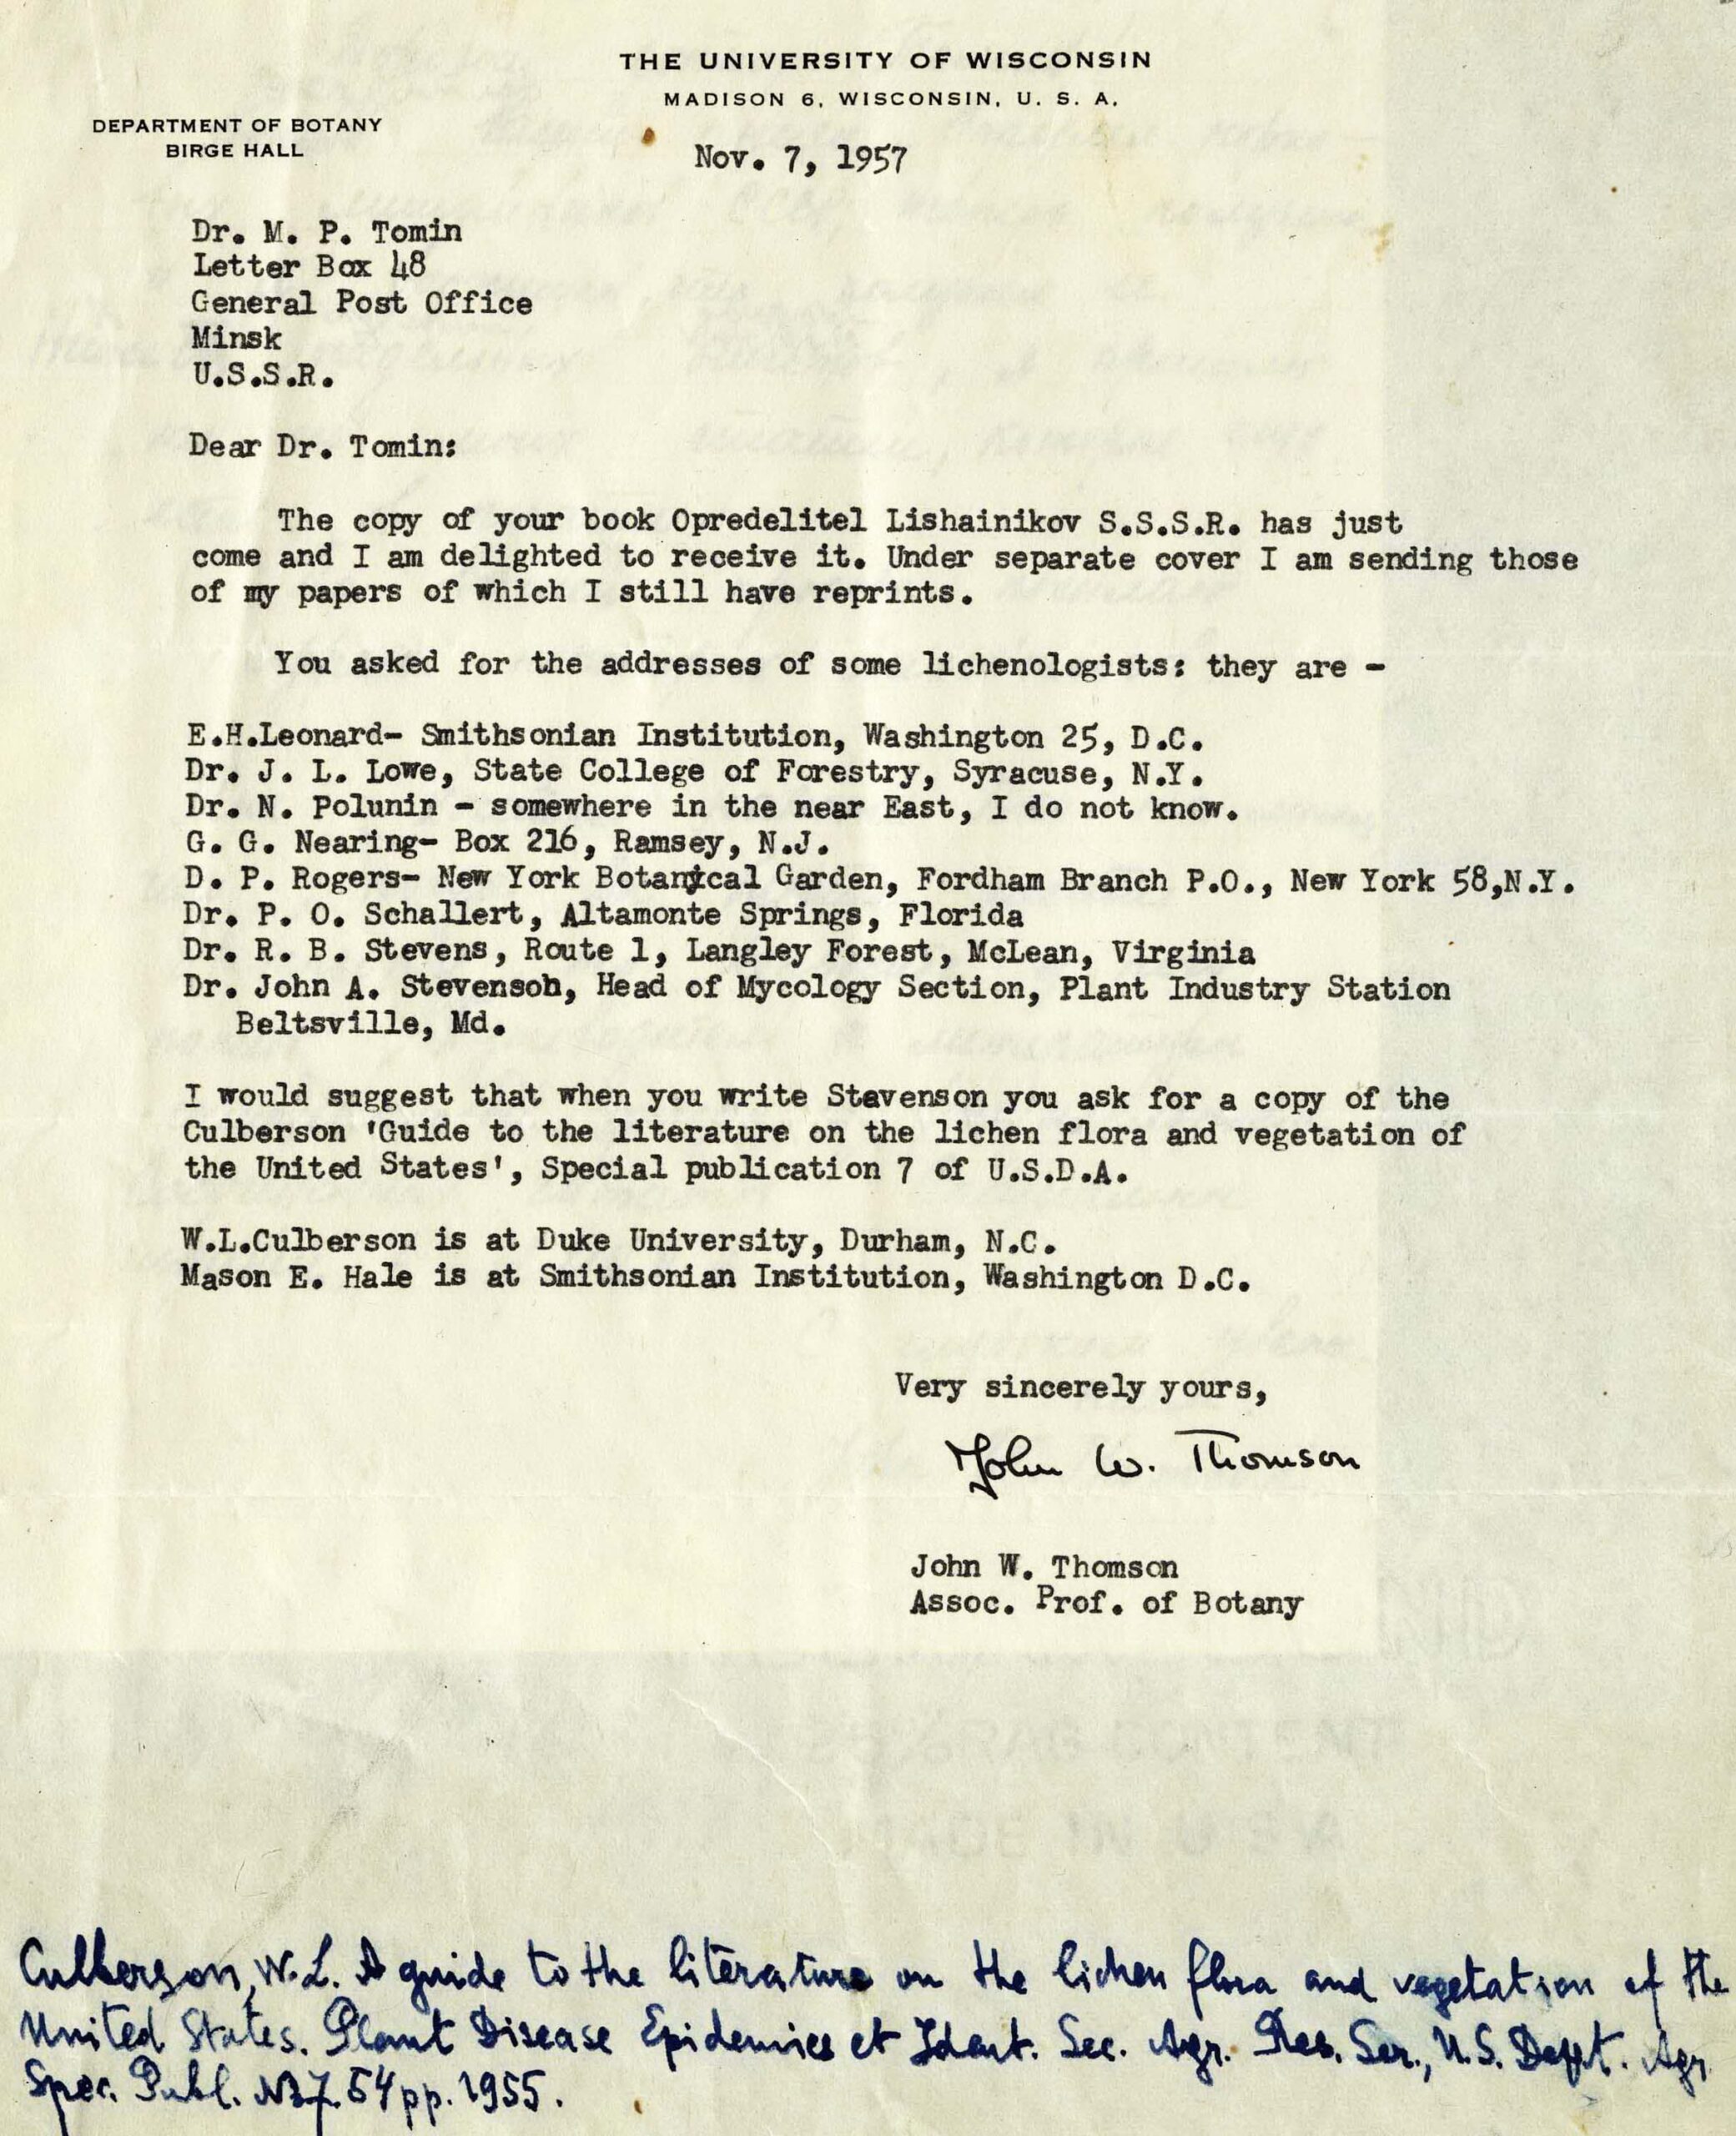 THE UNIVERSITY OF WISCONSIN
MADISON 6, WISCONSIN, U. S. A.
DEPARTMENT OF BOTANY
BIRGE HALL
Nov. 7, 1957
Dr. M. P. Tomin
Letter Box 48
General Post Office
Minsk
U.S.S.R.
Dear Dr. Tomin:
The copy of your book Opredelitel Lishainikov S.S.S.R. has just
come and I am delighted to receive it. Under separate cover I am sending those
of my papers of which I still have reprints.
You asked for the addresses of some lichenologists: they are -
E.H.Leonard- Smithsonian Institution, Washington 25, D.C.
Dr. J. L. Lowe, State College of Forestry, Syracuse, N.Y.
Dr. N. Polunin - somewhere in the near East, I do not know.
G. G. Nearing- Box 216, Ramsey, N.J.
D. P. Rogers- New York Botanical Garden, Fordham Branch P.O., New York 58,N.Y.
Dr. P. O. Schallert, Altamonte Springs, Florida
Dr. R. B. Stevens, Route 1, Langley Forest, McLean, Virginia
Dr. John A. Stevenson, Head of Mycology Section, Plant Industry Station
Beltsville, Md.
I would suggest that when you write Stevenson you ask for a copy of the
Culberson 'Guide to the literature on the lichen flora and vegetation of
the United States', Special publication 7 of U.S.D.A.
W.L.Culberson is at Duke University, Durham, N.C.
Mason E. Hale is at Smithsonian Institution, Washington D.C.
Very sincerely yours,
John W. Thomson
John W. Thomson
Assoc. Prof. of Botany
Culberson, W. L. A guide to the literature on the lichen flora and vegetation of the
United States. Plant Disease Epidemics et Ident. Sec. Agr. Res. Ser., U.S. Dept. Agr.
Spec. Publ. 7. 54 pp. 1955.